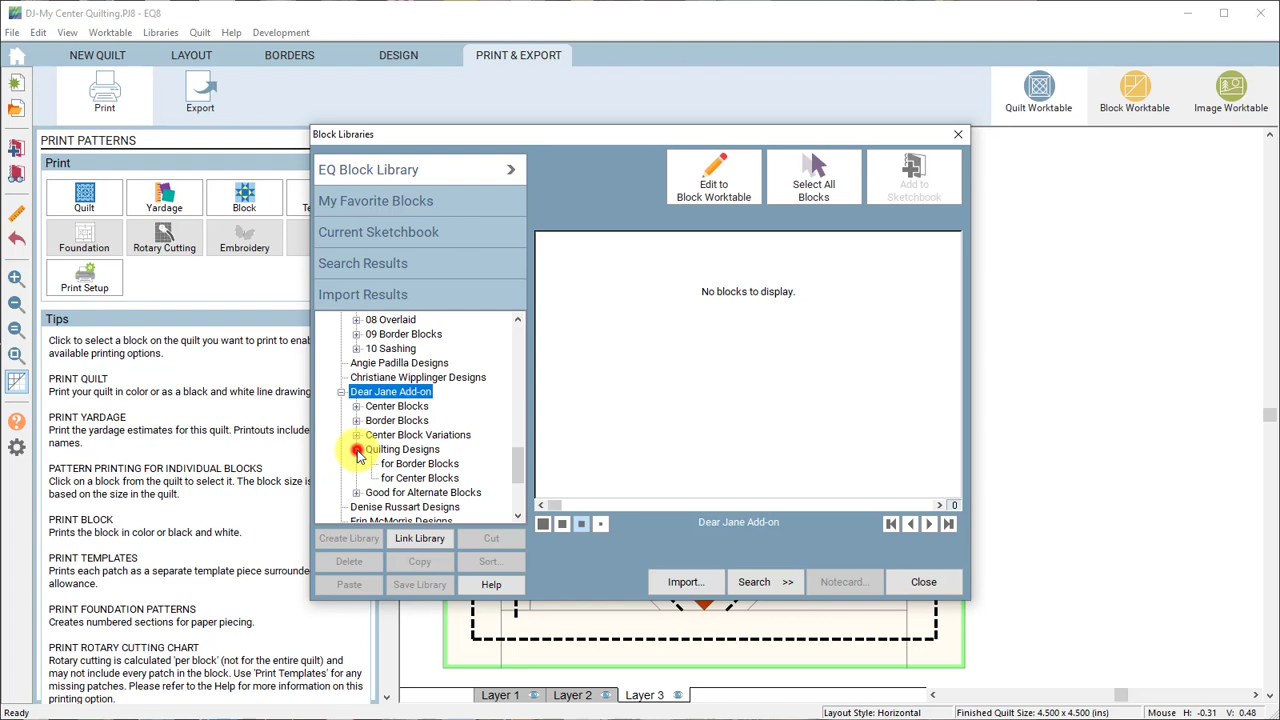 DJ-My Center Quilting.PJ8 - EQ8
File Edit View Worktable Libraries Quilt Help Development
NEW QUILT LAYOUT BORDERS DESIGN PRINT & EXPORT
Print Export Quilt Worktable Block Worktable Image Worktable
PRINT PATTERNS
Print
Quilt Yardage Block
Foundation Rotary Cutting Embroidery
Print Setup
Tips
Click to select a block on the quilt you want to print to
available printing options.
PRINT QUILT
Print your quilt in color or as a black and white line drawing
PRINT YARDAGE
Print the yardage estimates for this quilt. Printouts include
names.
PATTERN PRINTING FOR INDIVIDUAL BLOCKS
Click on a block from the quilt to select it. The block size is
based on the size in the quilt.
PRINT BLOCK
Prints the block in color or black and white.
PRINT TEMPLATES
Prints each patch as a separate template piece
allowance.
PRINT FOUNDATION PATTERNS
Creates numbered sections for paper piecing.
PRINT ROTARY CUTTING CHART
Rotary cutting is calculated 'per block' (not for the entire quilt) and
may not include every patch in the block. Use 'Print Templates' for any
missing patches. Please refer to the Help for more information on this
printing option.
Block Libraries
EQ Block Library
My Favorite Blocks
Current Sketchbook
Search Results
Import Results
08 Overlaid
09 Border Blocks
10 Sashing
Angie Padilla Designs
Christiane Wipplinger Designs
Dear Jane Add-on
Center Blocks
Border Blocks
Center Block Variations
Quilting Designs
for Border Blocks
for Center Blocks
Good for Alternate Blocks
Denise Russart Designs
Erin McMorris Designs
Create Library Link Library Cut
Delete Copy Sort...
Paste Save Library Help
Edit to
Block Worktable
Select All
Blocks
Add to
Sketchbook
No blocks to display.
0
Dear Jane Add-on
Import... Search >> Notecard... Close
Layer 1 Layer 2 Layer 3
Ready Layout Style: Horizontal Finished Quilt Size: 4.500 x 4.500 (ins) Mouse H: -0.31 V: 0.48